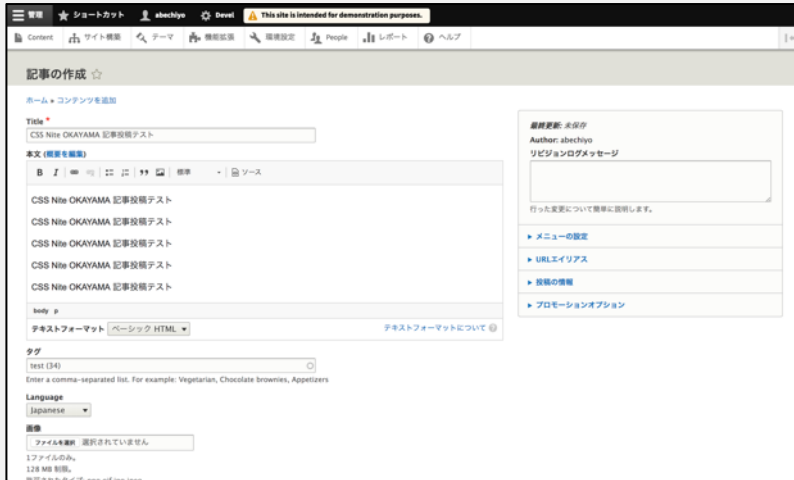 管理 ショートカット abechiyo Devel This site is intended for demonstration purposes.
Content サイト構築 テーマ 機能拡張 環境設定 People レポート ヘルプ
記事の作成
ホーム » コンテンツを追加
Title *
CSS Nite OKAYAMA 記事投稿テスト
本文 (概要を編集)
B I 標準 ソース
CSS Nite OKAYAMA 記事投稿テスト
CSS Nite OKAYAMA 記事投稿テスト
CSS Nite OKAYAMA 記事投稿テスト
CSS Nite OKAYAMA 記事投稿テスト
CSS Nite OKAYAMA 記事投稿テスト
body p
テキストフォーマット ベーシック HTML テキストフォーマットについて
タグ
test (34)
Enter a comma-separated list. For example: Vegetarian, Chocolate brownies, Appetizers
Language
Japanese
画像
ファイルを選択 選択されていません
1ファイルのみ。
128 MB 制限。
最終更新: 未保存
Author: abechiyo
リビジョンログメッセージ
行った変更について簡単に説明します。
メニューの設定
URLエイリアス
投稿の情報
プロモーションオプション